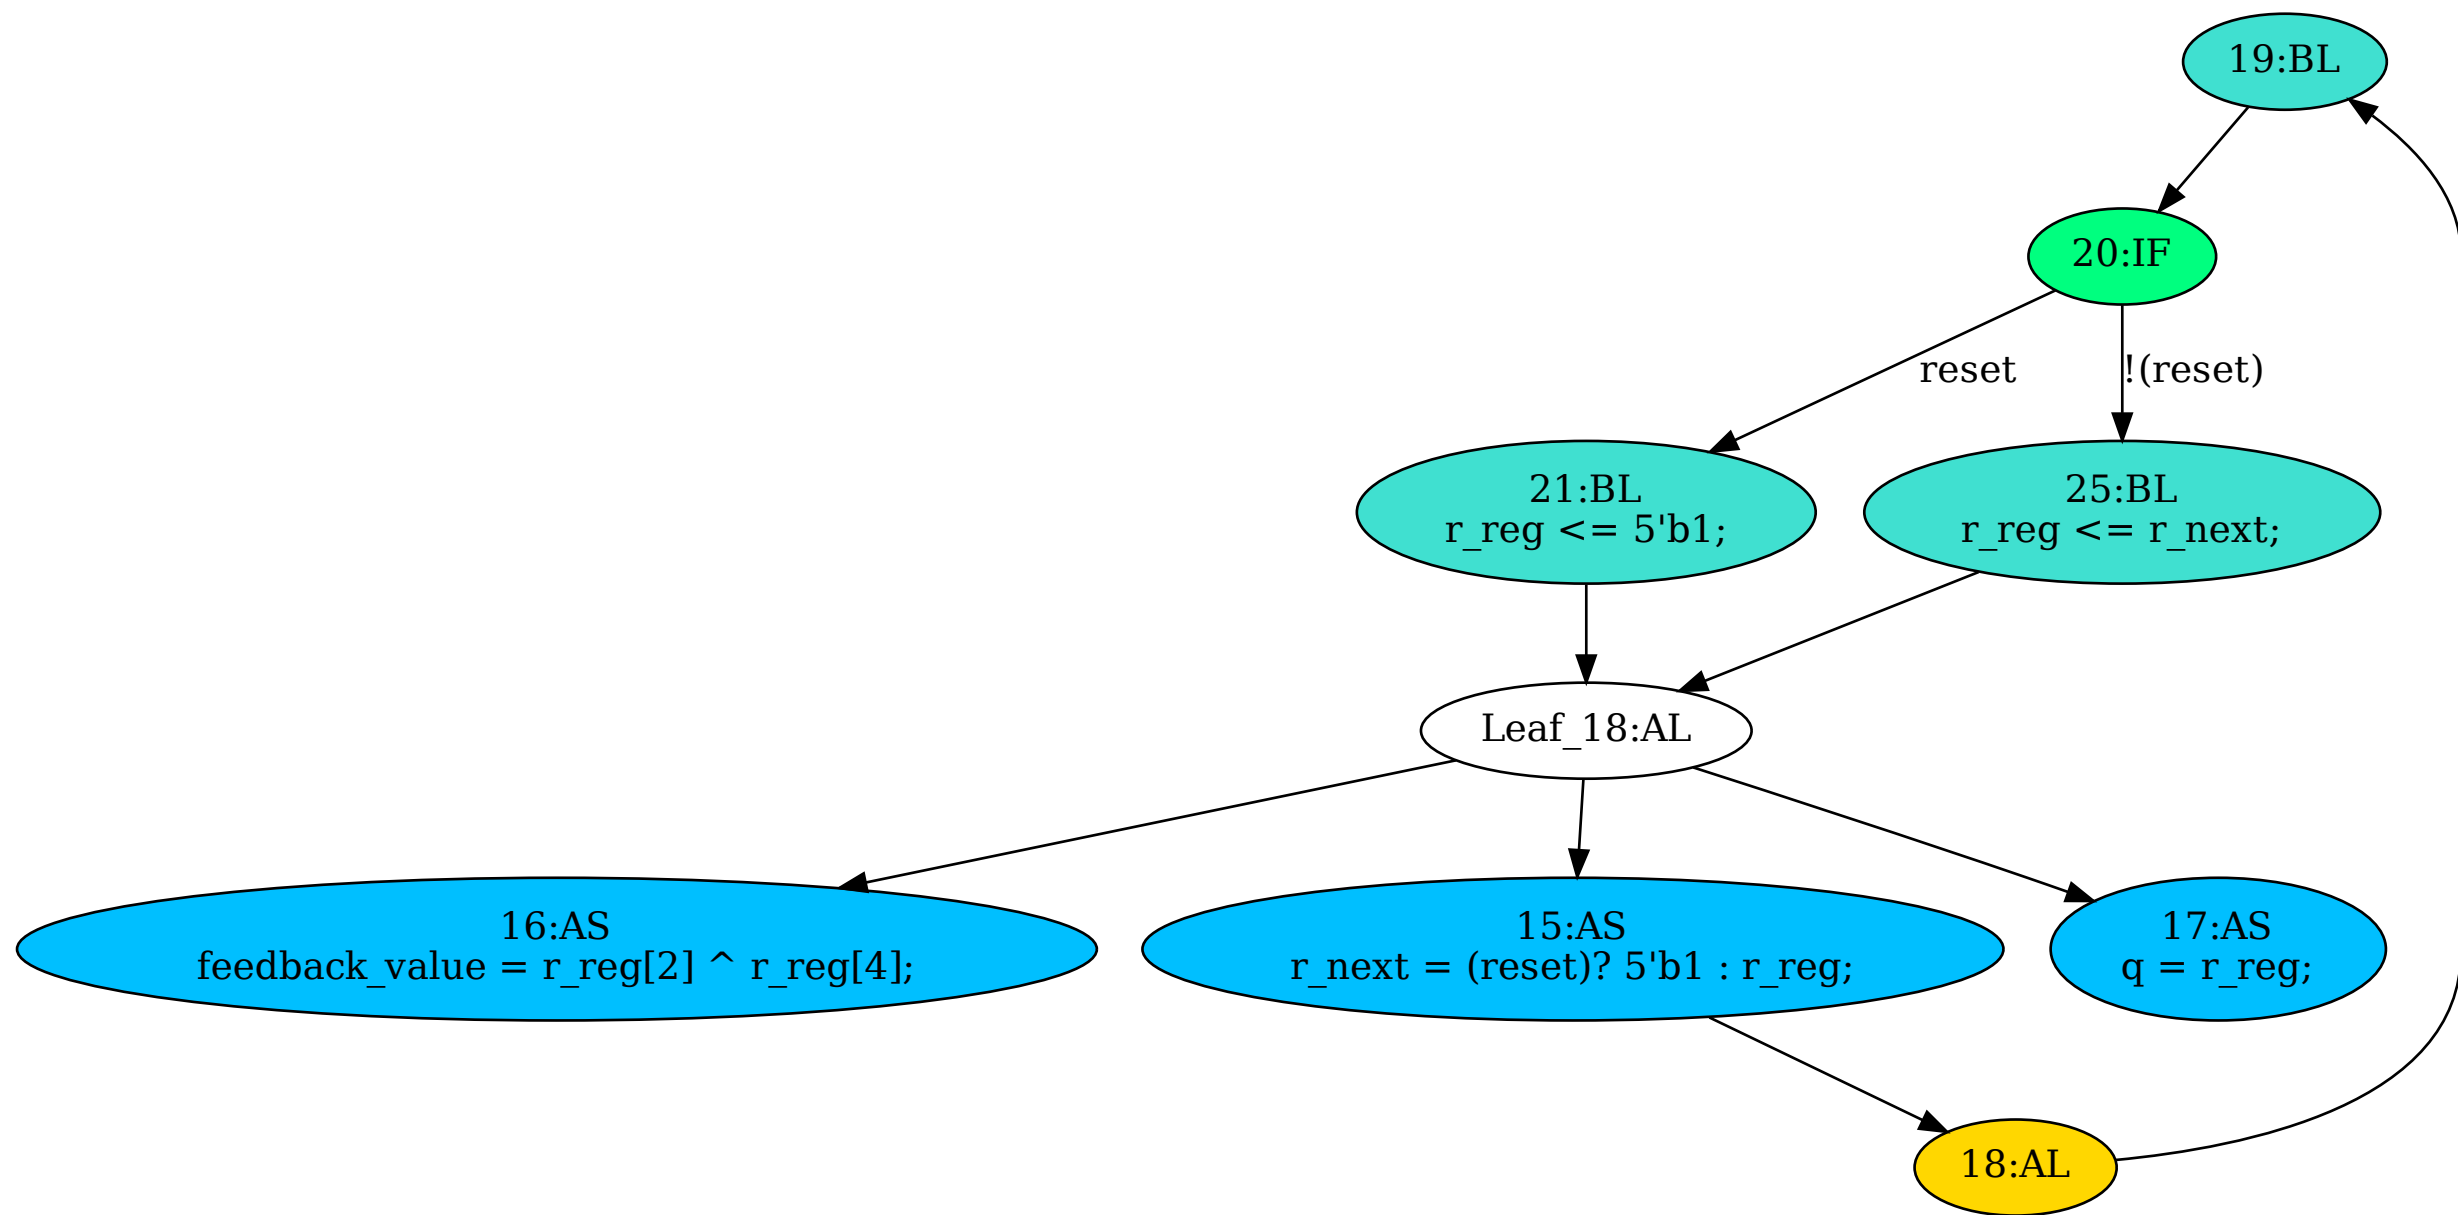 19:BL
20:IF
reset
!(reset)
21:BL
r_reg <= 5'b1;
25:BL
r_reg <= r_next;
Leaf_18:AL
16:AS
feedback_value = r_reg[2] ^ r_reg[4];
15:AS
r_next = (reset)? 5'b1 : r_reg;
17:AS
q = r_reg;
18:AL